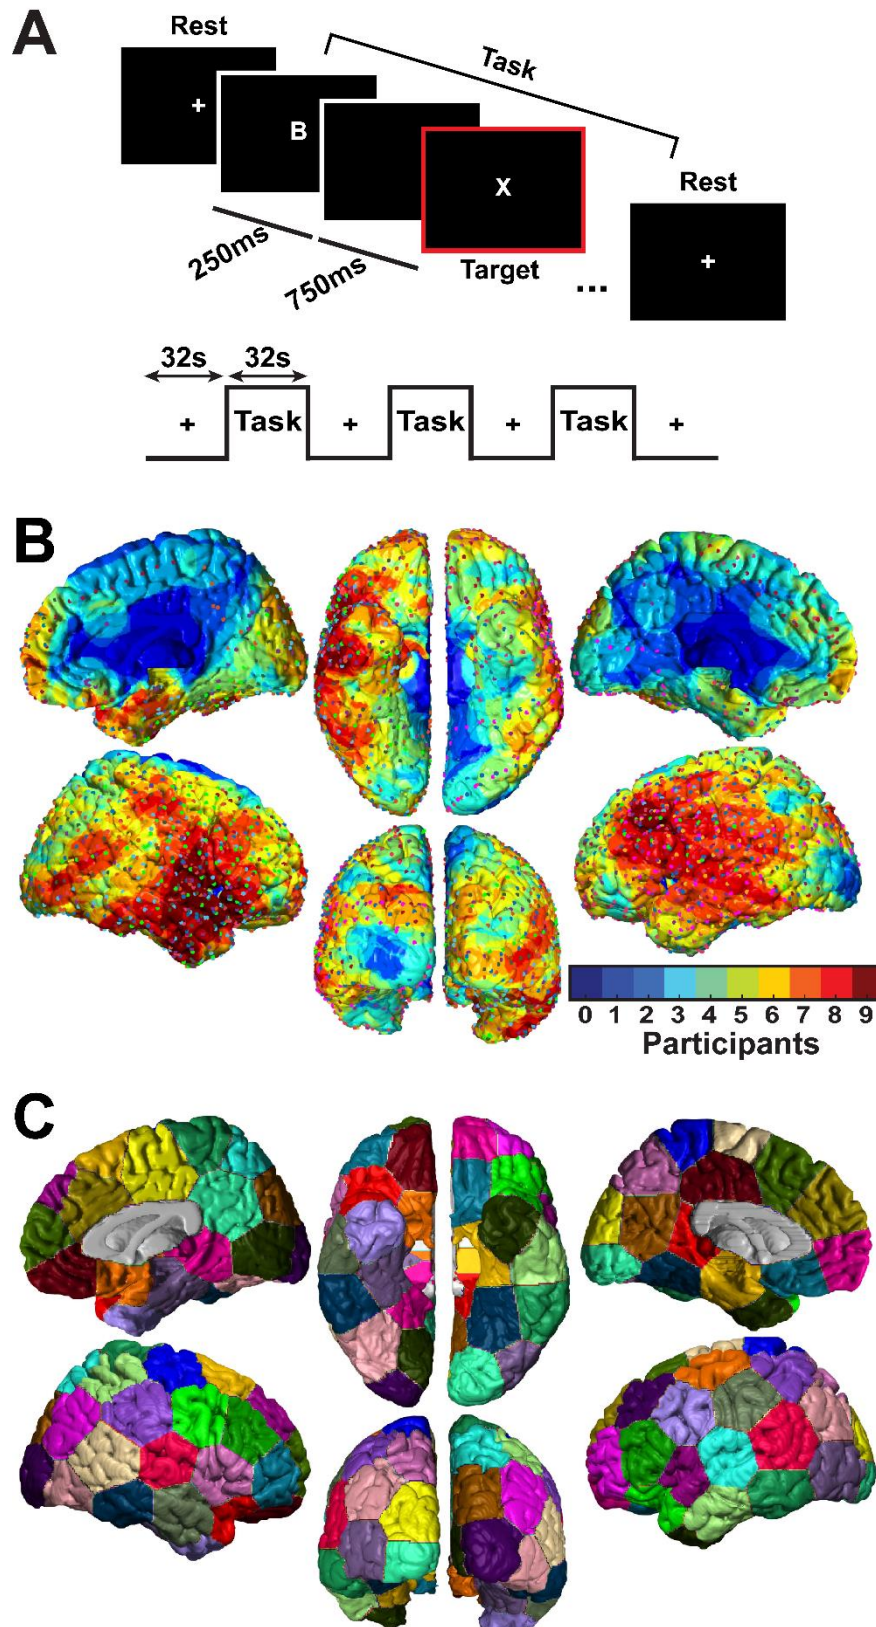 A
Rest
Task
+
B
X
Rest
+
250ms
750ms
Target
...
32s
32s
+
Task
+
Task
+
Task
+
B
0 1 2 3 4 5 6 7 8 9
Participants
C